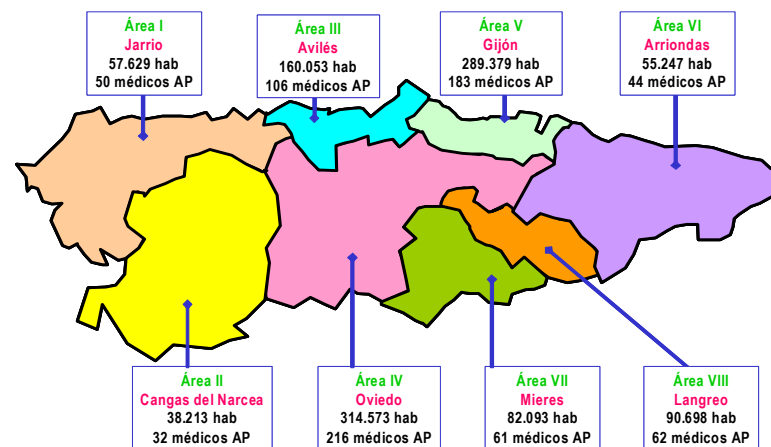 Área I
Jarrio
57.629 hab
50 médicos AP
Área III
Avilés
160.053 hab
106 médicos AP
Área V
Gijón
289.379 hab
183 médicos AP
Área VI
Arriondas
55.247 hab
44 médicos AP
Área II
Cangas del Narcea
38.213 hab
32 médicos AP
Área IV
Oviedo
314.573 hab
216 médicos AP
Área VII
Mieres
82.093 hab
61 médicos AP
Área VIII
Langreo
90.698 hab
62 médicos AP